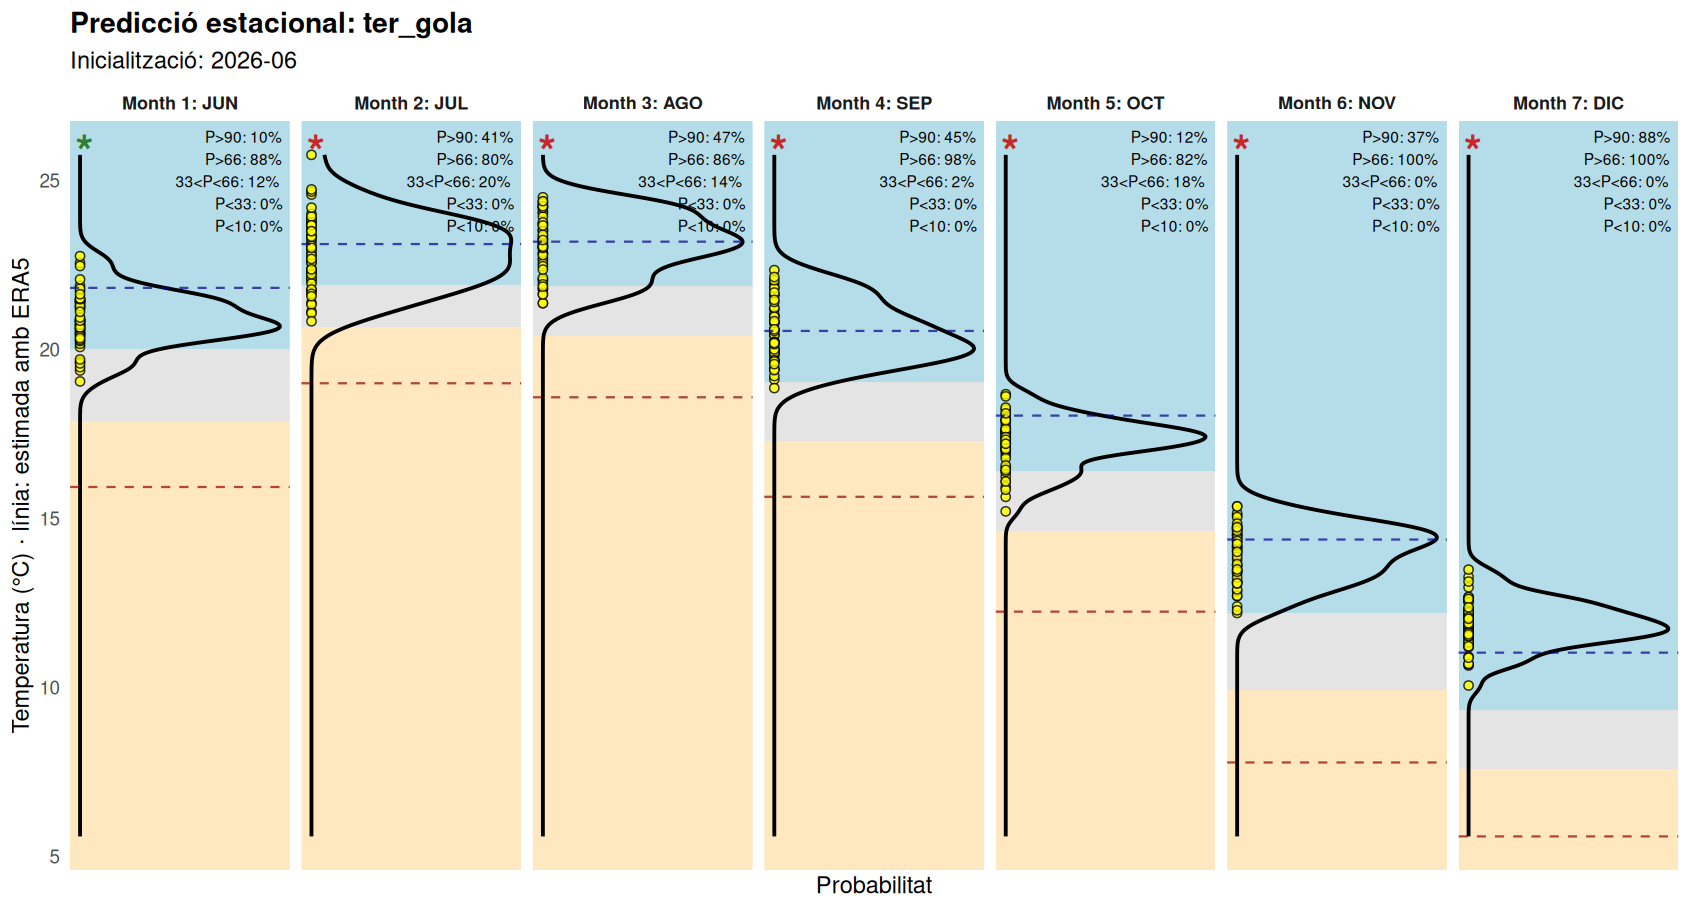 Predicció estacional: ter_gola
Inicialització: 2026-06
Month 1: JUN
Month 2: JUL
Month 3: AGO
Month 4: SEP
Month 5: OCT
Month 6: NOV
Month 7: DIC
*
P>90: 10%
P>66: 88%
33<P<66: 12%
P<33: 0%
P<10: 0%
*
P>90: 41%
P>66: 80%
33<P<66: 20%
P<33: 0%
P<10: 0%
*
P>90: 47%
P>66: 86%
33<P<66: 14%
P<33: 0%
P<10: 0%
*
P>90: 45%
P>66: 98%
33<P<66: 2%
P<33: 0%
P<10: 0%
*
P>90: 12%
P>66: 82%
33<P<66: 18%
P<33: 0%
P<10: 0%
*
P>90: 37%
P>66: 100%
33<P<66: 0%
P<33: 0%
P<10: 0%
*
P>90: 88%
P>66: 100%
33<P<66: 0%
P<33: 0%
P<10: 0%
25
20
15
10
5
Temperatura (°C) · línia: estimada amb ERA5
Probabilitat